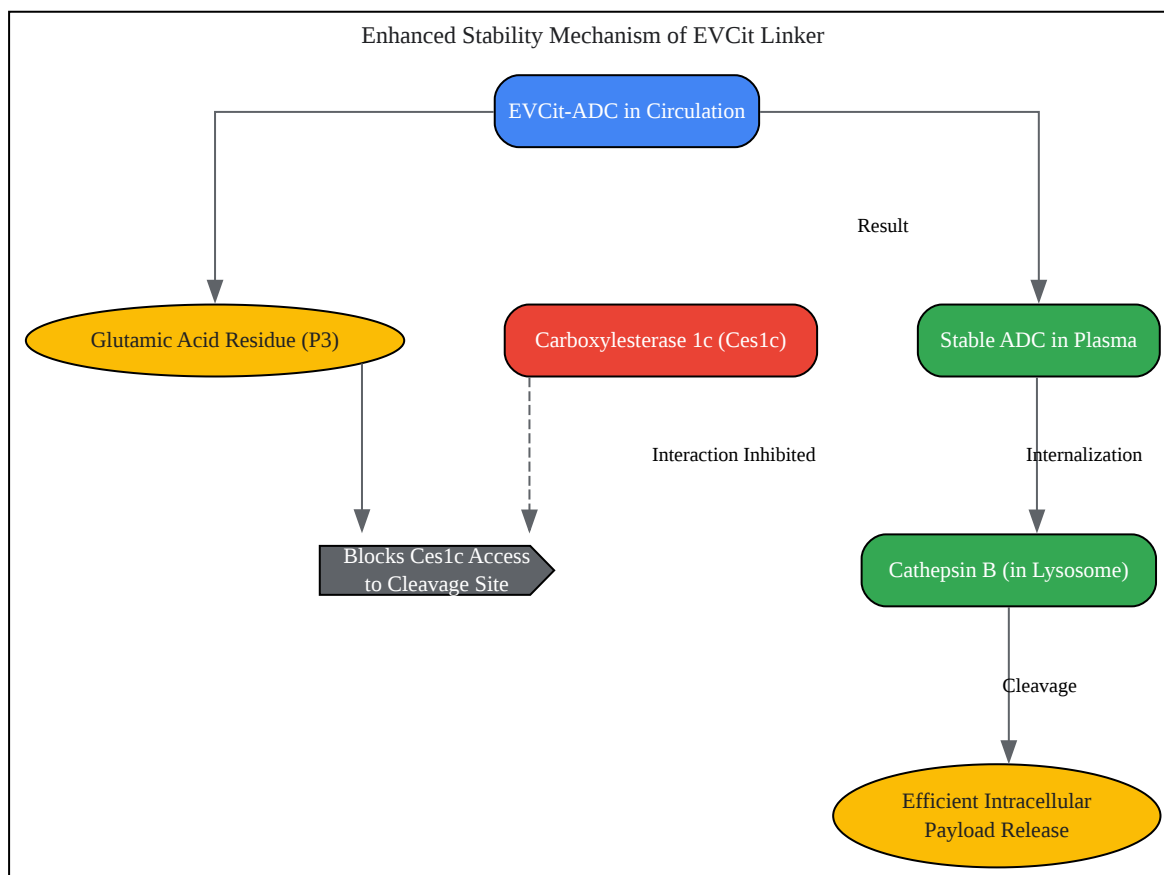 Enhanced Stability Mechanism of EVCit Linker
EVCit-ADC in Circulation
Result
Glutamic Acid Residue (P3)
Carboxylesterase 1c (Ces1c)
Stable ADC in Plasma
Interaction Inhibited
Internalization
Blocks Ces1c Access
to Cleavage Site
Cathepsin B (in Lysosome)
Cleavage
Efficient Intracellular
Payload Release